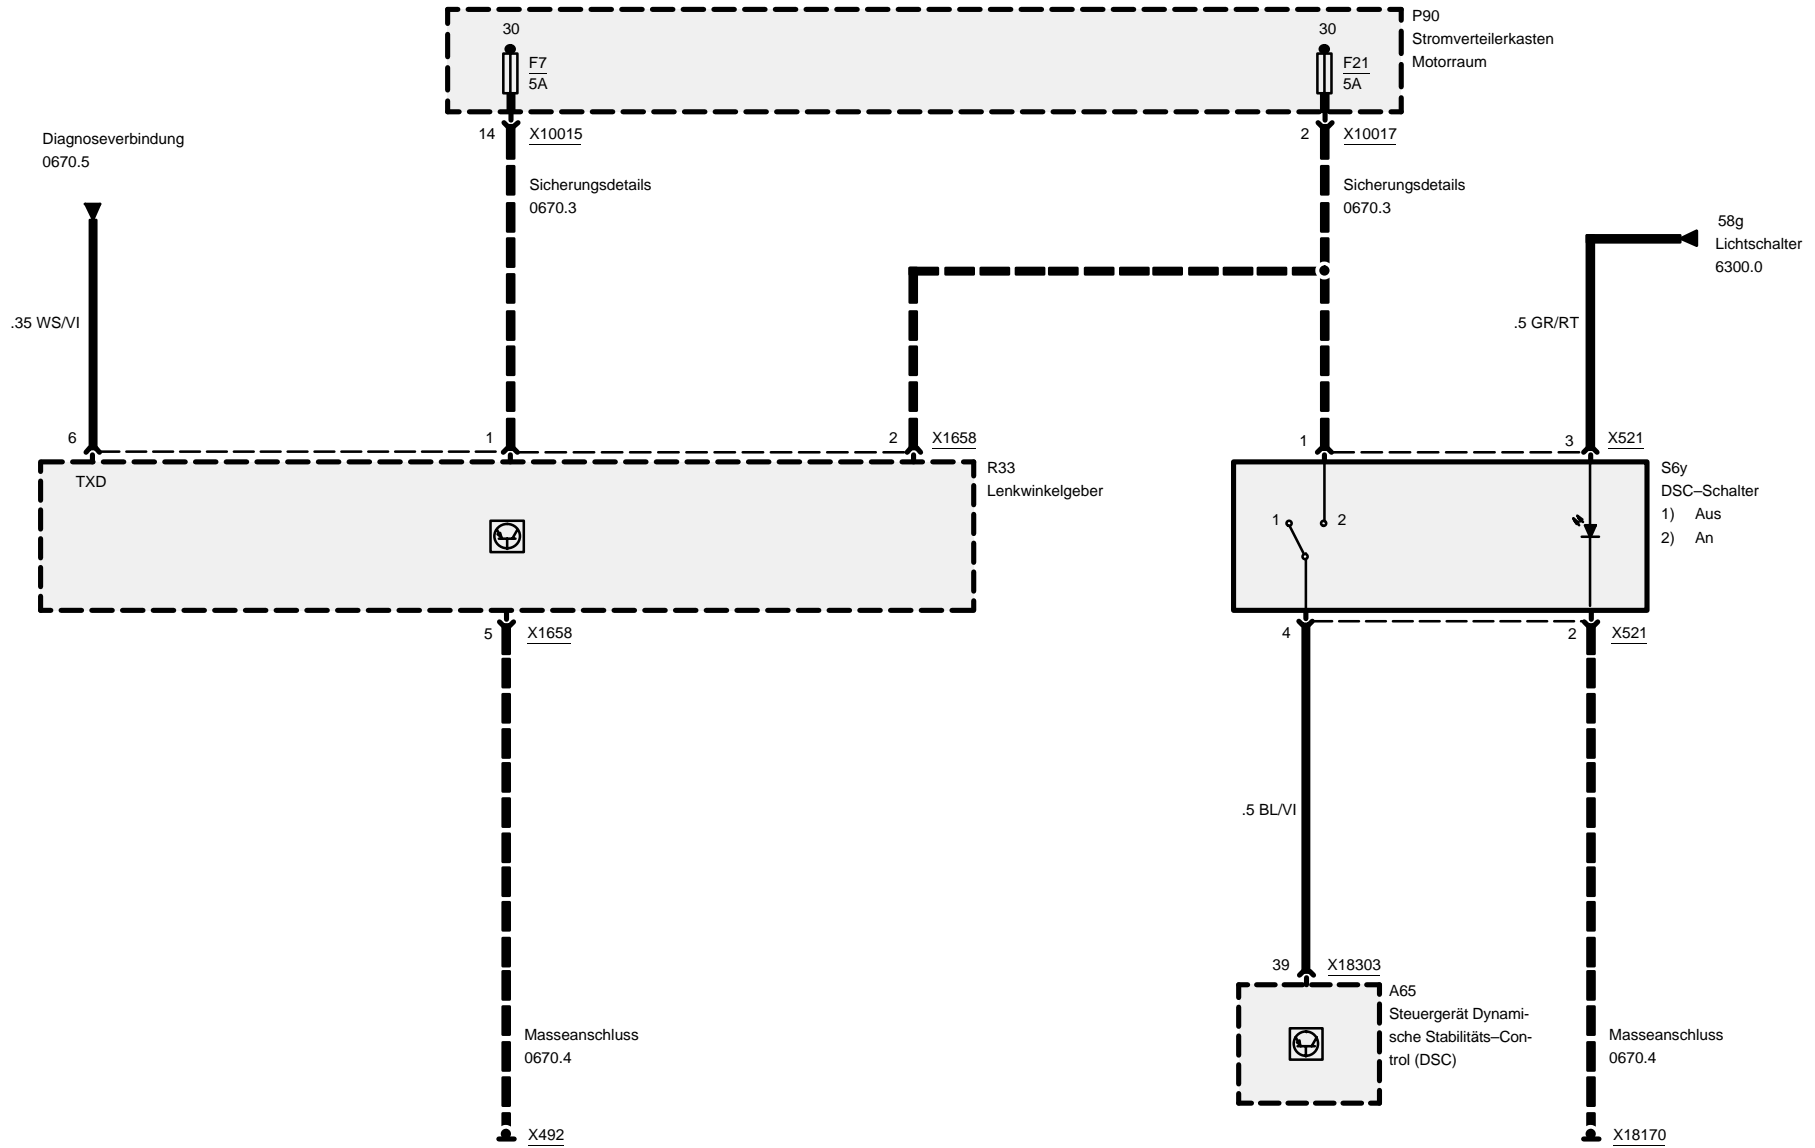 P90
Stromverteilerkasten
Motorraum
30
F7
5A
30
F21
5A
14
X10015
2
X10017
Diagnoseverbindung
0670.5
Sicherungsdetails
0670.3
Sicherungsdetails
0670.3
58g
Lichtschalter
6300.0
.35 WS/VI
.5 GR/RT
6
1
2
X1658
1
3
X521
TXD
R33
Lenkwinkelgeber
S6y
DSC–Schalter
1) Aus
2) An
1
2
5
X1658
4
2
X521
.5 BL/VI
39
X18303
A65
Steuergerät Dynami-
sche Stabilitäts–Con-
trol (DSC)
Masseanschluss
0670.4
Masseanschluss
0670.4
X492
X18170